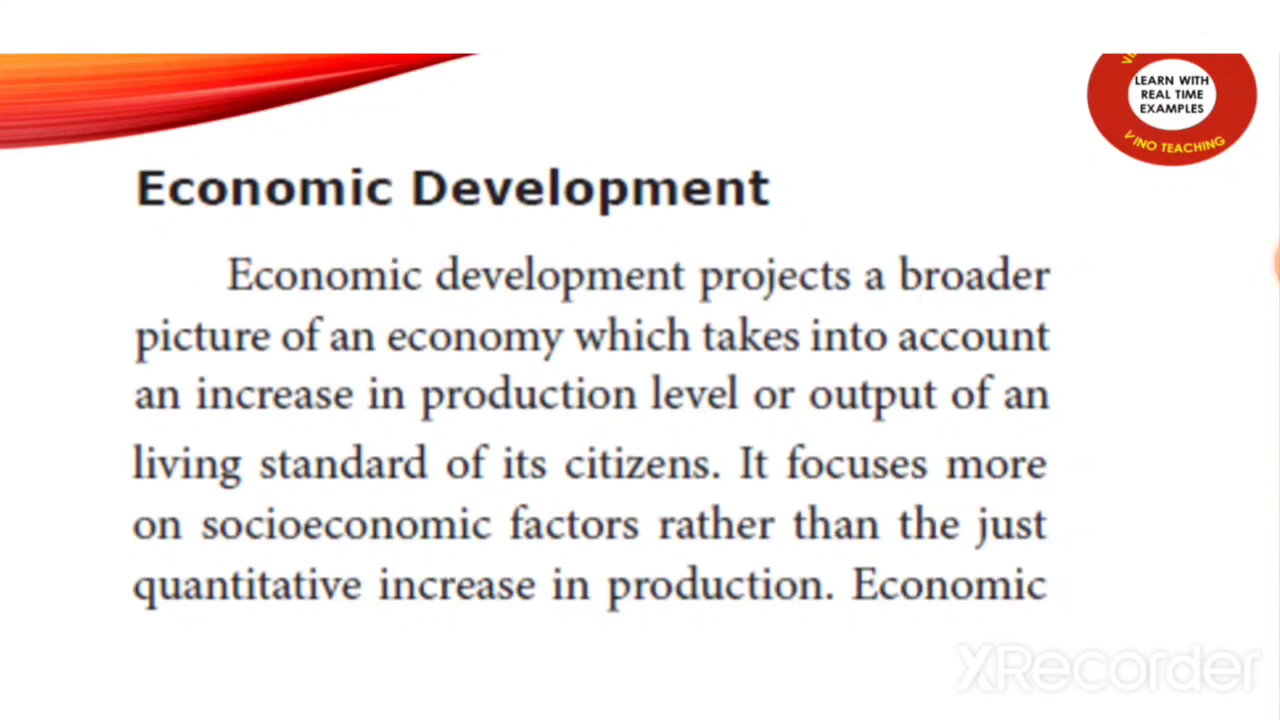 LEARN WITH
REAL TIME
EXAMPLES
VINO TEACHING
Economic Development
Economic development projects a broader
picture of an economy which takes into account
an increase in production level or output of an
living standard of its citizens. It focuses more
on socioeconomic factors rather than the just
quantitative increase in production. Economic
XRecorder